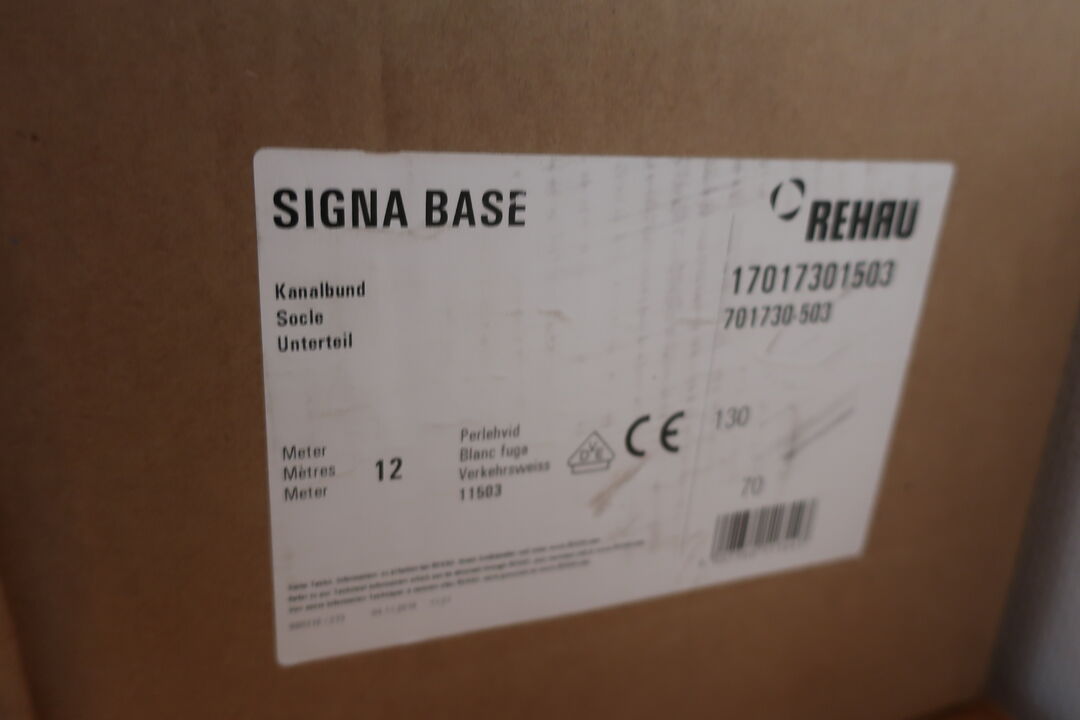 SIGNA BASE
REHAU
17017301503
701730-503
Kanalbund
Socle
Unterteil
Meter
Mètres
Meter
12
Perlehvid
Blanc fuga
Verkehrsweiss
11503
VDE
CE
130
70